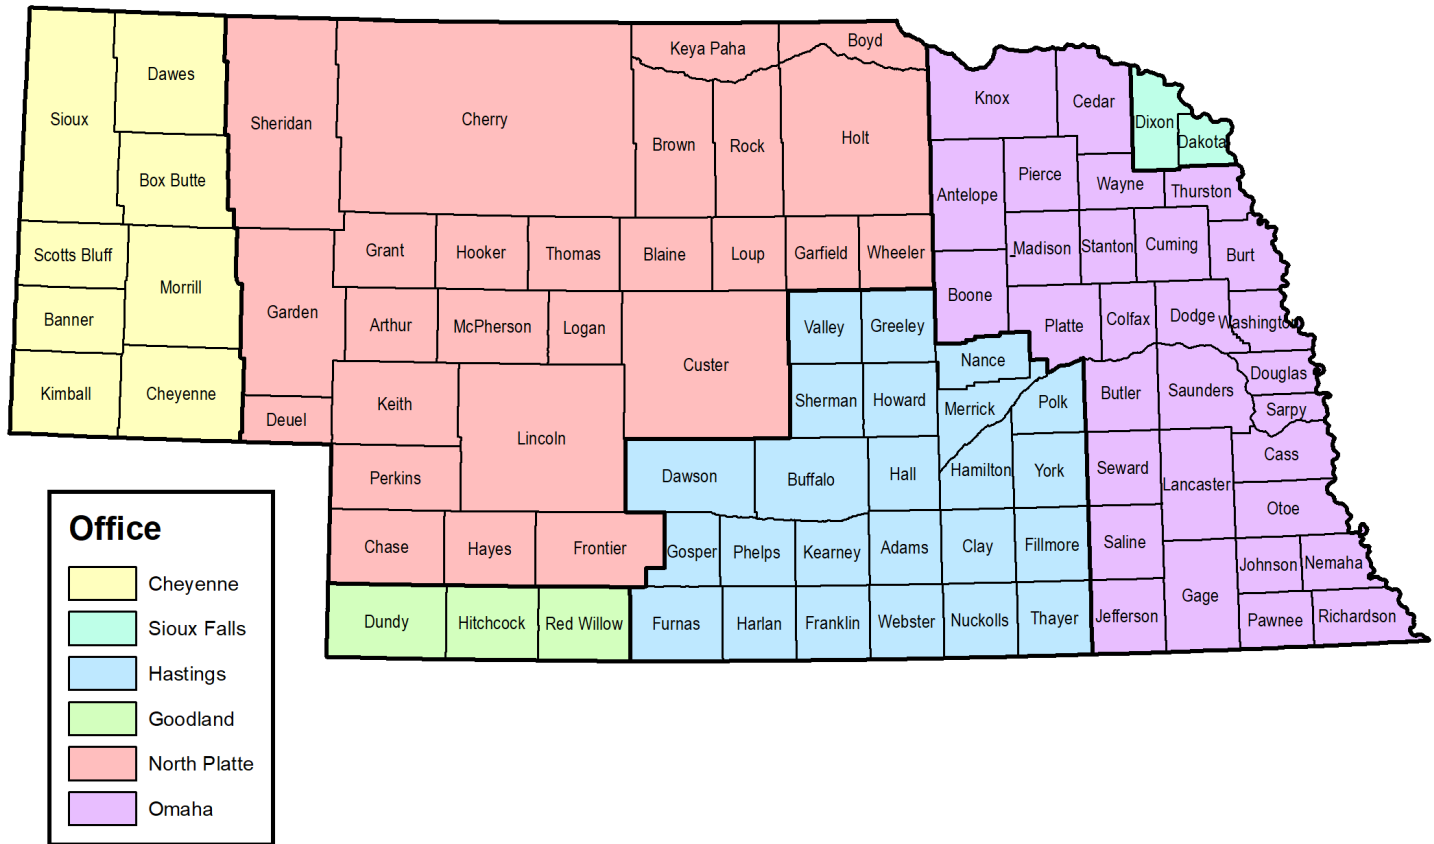 Keya Paha
Boyd
Dawes
Sioux
Sheridan
Cherry
Brown
Rock
Holt
Knox
Cedar
Dixon
Dakota
Box Butte
Antelope
Pierce
Wayne
Thurston
Scotts Bluff
Morrill
Grant
Hooker
Thomas
Blaine
Loup
Garfield
Wheeler
Madison
Stanton
Cuming
Burt
Banner
Garden
Arthur
McPherson
Logan
Custer
Valley
Greeley
Boone
Platte
Colfax
Dodge
Washington
Kimball
Cheyenne
Deuel
Keith
Lincoln
Sherman
Howard
Nance
Merrick
Polk
Butler
Saunders
Douglas
Sarpy
Perkins
Dawson
Buffalo
Hall
Hamilton
York
Seward
Lancaster
Cass
Otoe
Chase
Hayes
Frontier
Gosper
Phelps
Kearney
Adams
Clay
Fillmore
Saline
Johnson
Nemaha
Dundy
Hitchcock
Red Willow
Furnas
Harlan
Franklin
Webster
Nuckolls
Thayer
Jefferson
Gage
Pawnee
Richardson
Office
Cheyenne
Sioux Falls
Hastings
Goodland
North Platte
Omaha